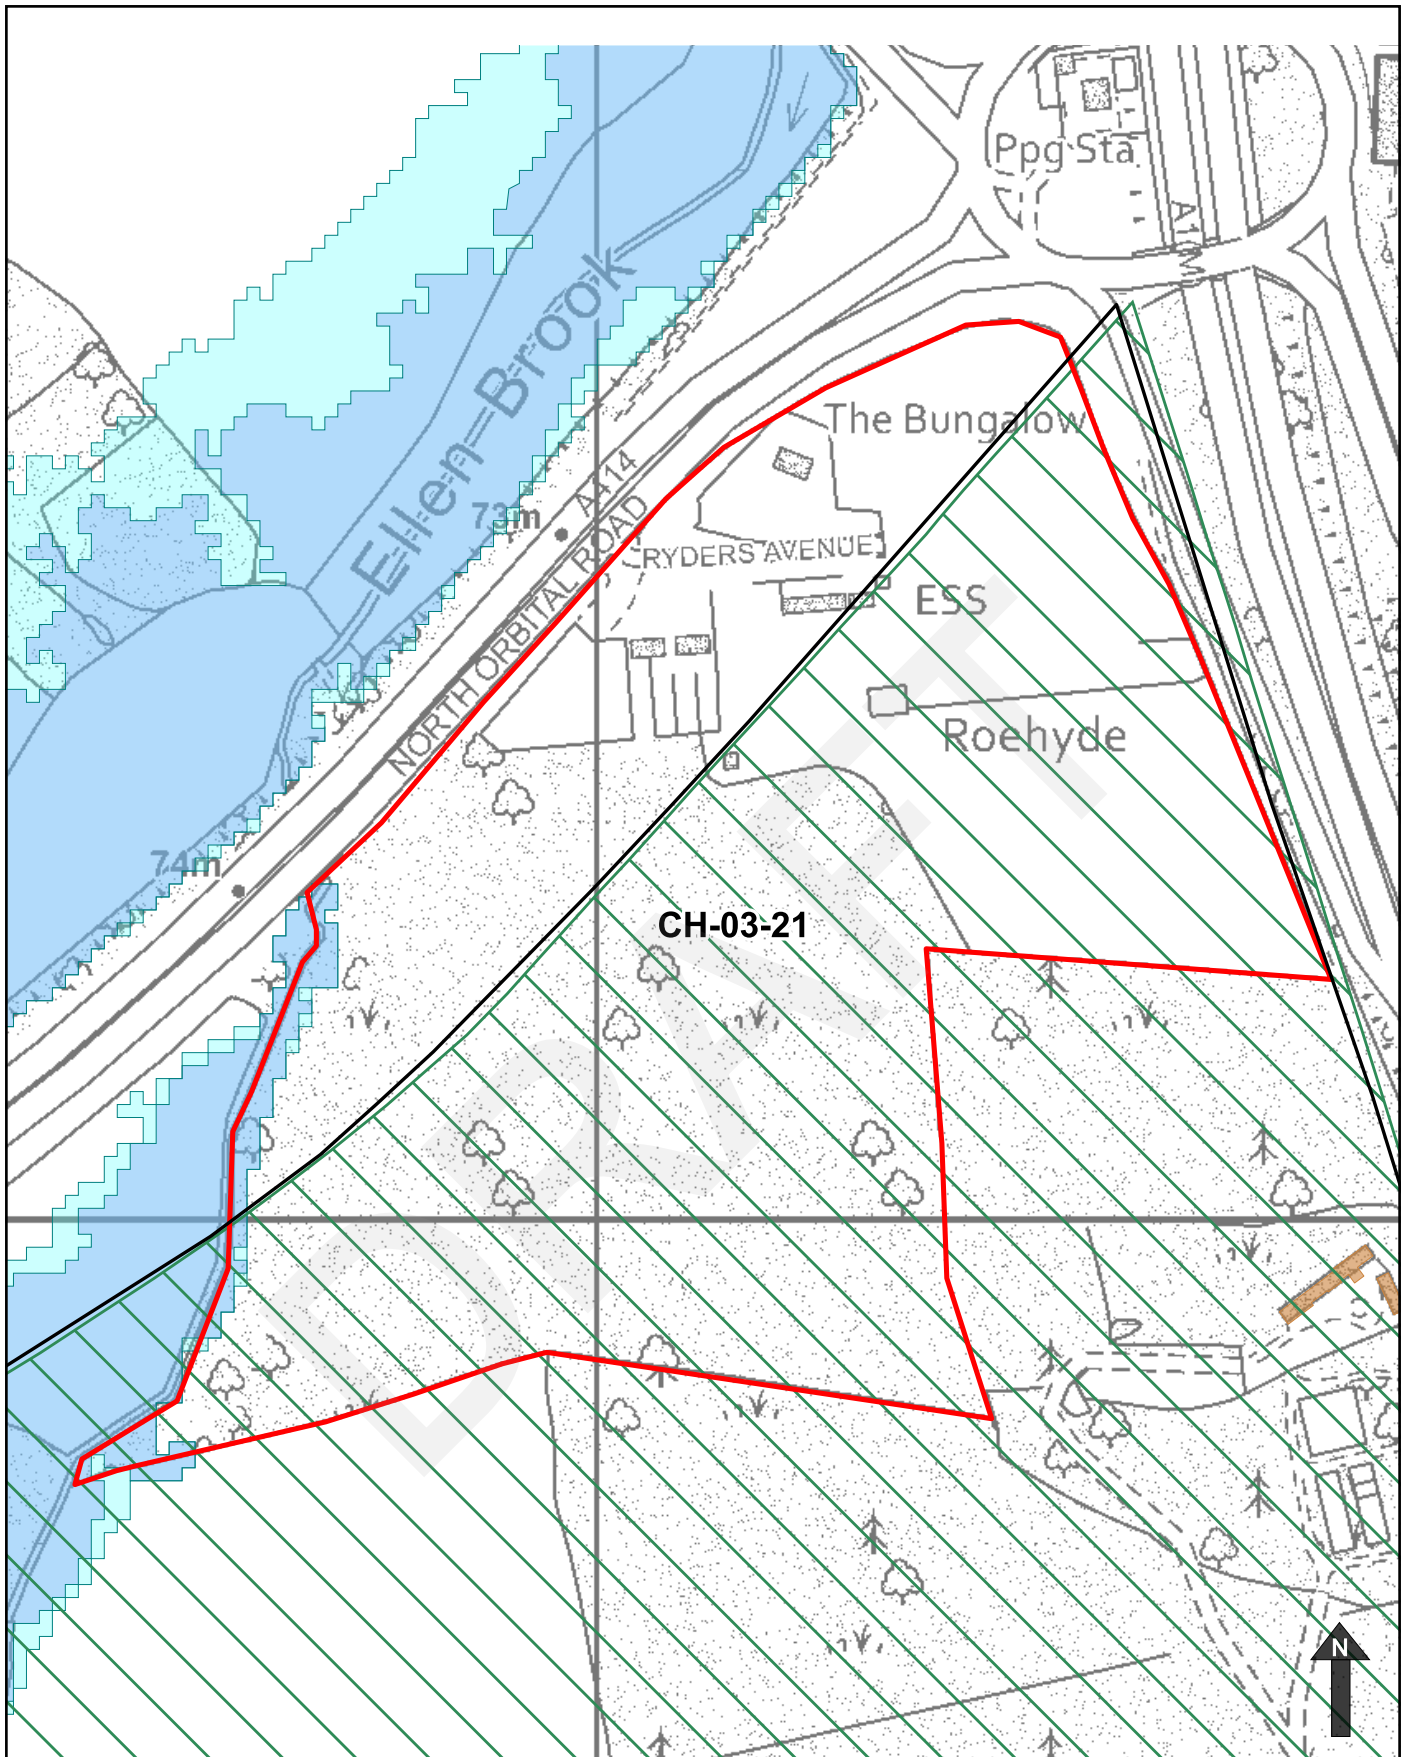 Ppg Sta
A1(M)
Ellen Brook
The Bungalow
A414
73m
NORTH ORBITAL ROAD
RYDERS AVENUE
ESS
Roehyde
74m
CH-03-21
DRAFT
N